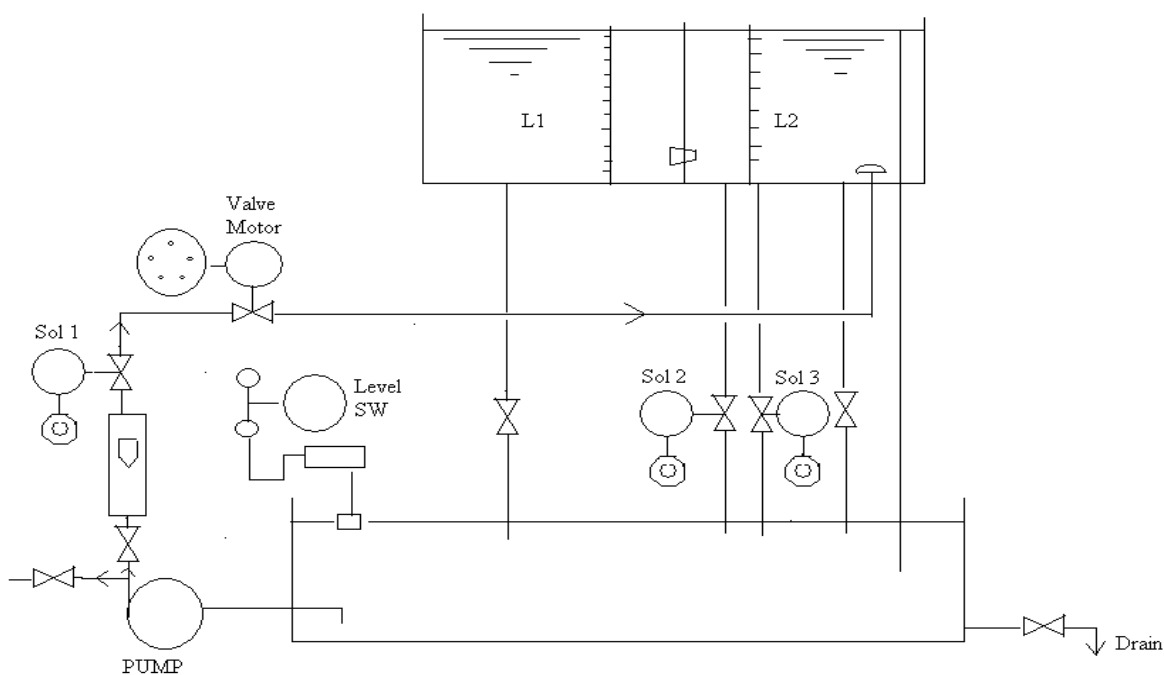 L1
L2
Valve
Motor
Sol 1
Level
SW
Sol 2
Sol 3
PUMP
Drain